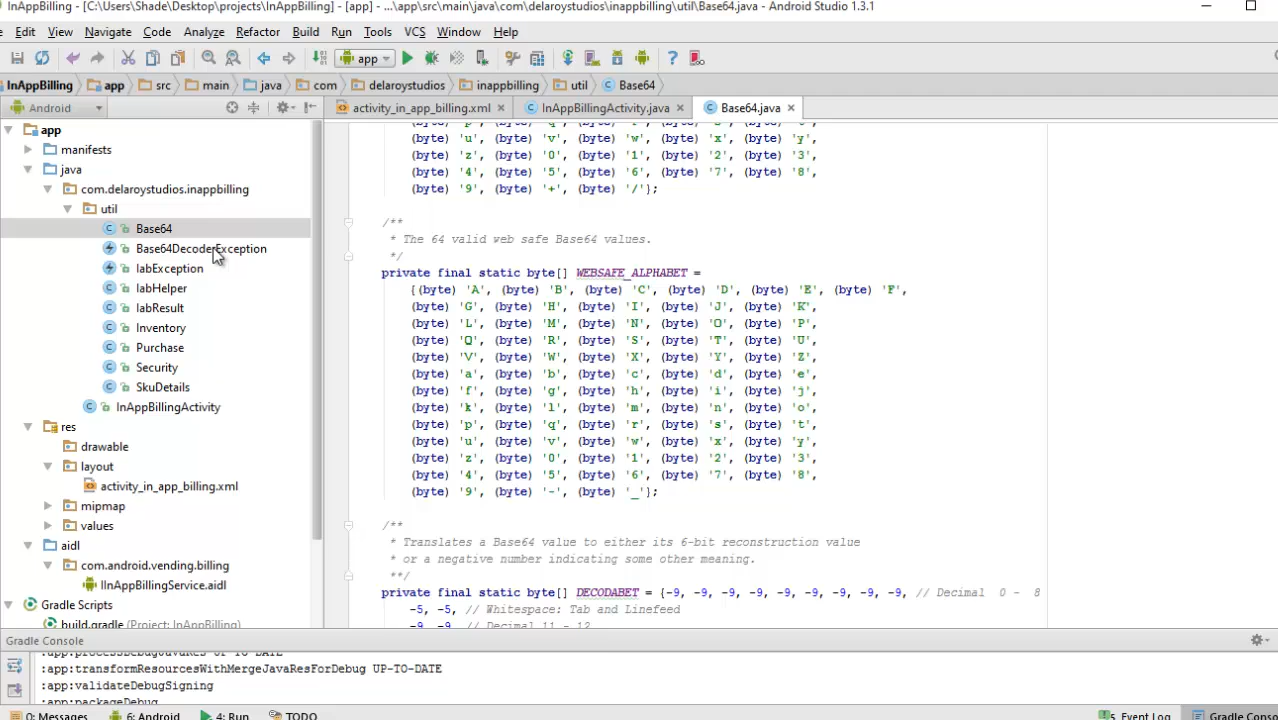 InAppBilling - [C:\Users\Shade\Desktop\projects\InAppBilling] - [app] - ...\app\src\main\java\com\delaroystudios\inappbilling\util\Base64.java - Android Studio 1.3.1
Edit View Navigate Code Analyze Refactor Build Run Tools VCS Window Help
app
InAppBilling app src main java com delaroystudios inappbilling util Base64
Android activity_in_app_billing.xml InAppBillingActivity.java Base64.java
app
manifests
java
com.delaroystudios.inappbilling
util
Base64
Base64DecoderException
IabException
IabHelper
IabResult
Inventory
Purchase
Security
SkuDetails
InAppBillingActivity
res
drawable
layout
activity_in_app_billing.xml
mipmap
values
aidl
com.android.vending.billing
IInAppBillingService.aidl
Gradle Scripts
build.gradle (Project: InAppBilling)
(byte) 'u', (byte) 'v', (byte) 'w', (byte) 'x', (byte) 'y',
(byte) 'z', (byte) '0', (byte) '1', (byte) '2', (byte) '3',
(byte) '4', (byte) '5', (byte) '6', (byte) '7', (byte) '8',
(byte) '9', (byte) '+', (byte) '/'};
/**
* The 64 valid web safe Base64 values.
*/
private final static byte[] WEBSAFE_ALPHABET =
{(byte) 'A', (byte) 'B', (byte) 'C', (byte) 'D', (byte) 'E', (byte) 'F',
(byte) 'G', (byte) 'H', (byte) 'I', (byte) 'J', (byte) 'K',
(byte) 'L', (byte) 'M', (byte) 'N', (byte) 'O', (byte) 'P',
(byte) 'Q', (byte) 'R', (byte) 'S', (byte) 'T', (byte) 'U',
(byte) 'V', (byte) 'W', (byte) 'X', (byte) 'Y', (byte) 'Z',
(byte) 'a', (byte) 'b', (byte) 'c', (byte) 'd', (byte) 'e',
(byte) 'f', (byte) 'g', (byte) 'h', (byte) 'i', (byte) 'j',
(byte) 'k', (byte) 'l', (byte) 'm', (byte) 'n', (byte) 'o',
(byte) 'p', (byte) 'q', (byte) 'r', (byte) 's', (byte) 't',
(byte) 'u', (byte) 'v', (byte) 'w', (byte) 'x', (byte) 'y',
(byte) 'z', (byte) '0', (byte) '1', (byte) '2', (byte) '3',
(byte) '4', (byte) '5', (byte) '6', (byte) '7', (byte) '8',
(byte) '9', (byte) '-', (byte) '_'};
/**
* Translates a Base64 value to either its 6-bit reconstruction value
* or a negative number indicating some other meaning.
**/
private final static byte[] DECODABET = {-9, -9, -9, -9, -9, -9, -9, -9, -9, // Decimal 0 - 8
-5, -5, // Whitespace: Tab and Linefeed
-9, -9, // Decimal 11 - 12
Gradle Console
:app:transformResourcesWithMergeJavaResForDebug UP-TO-DATE
:app:validateDebugSigning
:app:packageDebug
0: Messages 6: Android 4: Run TODO 5 Event Log Gradle Conso